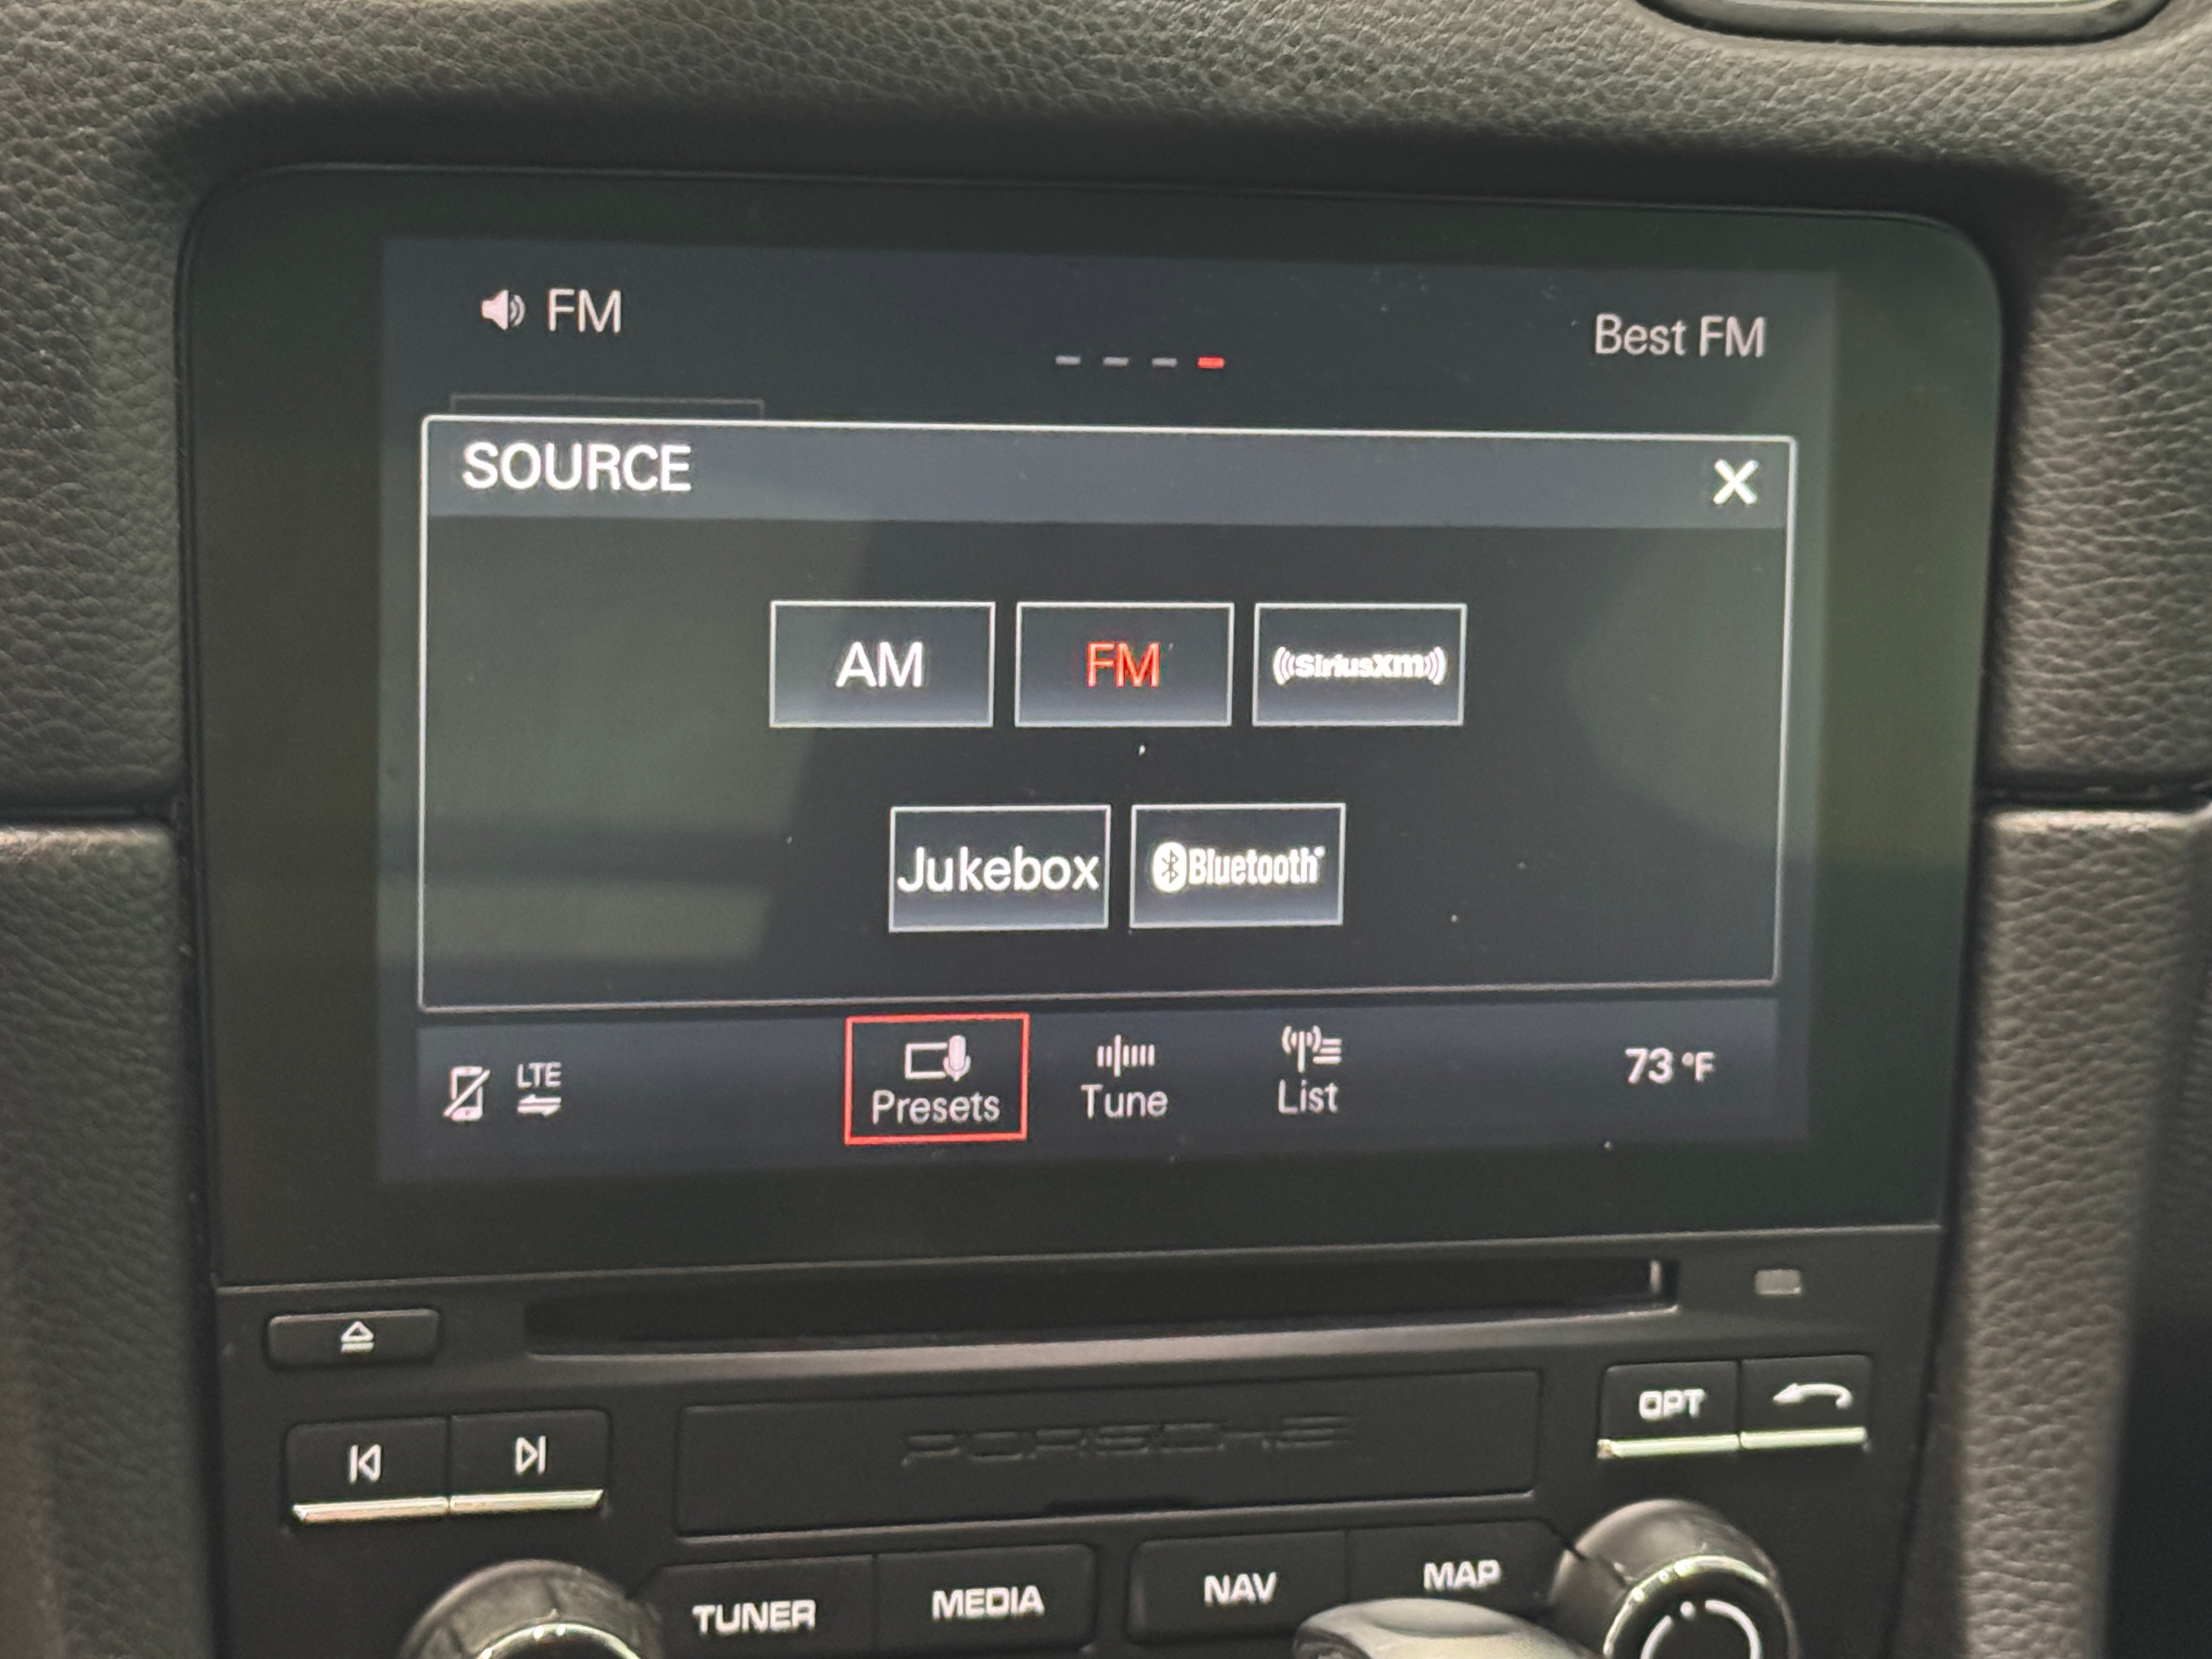 FM
Best FM
SOURCE
X
AM FM SiriusXM
Jukebox Bluetooth
LTE
Presets Tune List 73 °F
PORSCHE
OPT
TUNER MEDIA NAV MAP